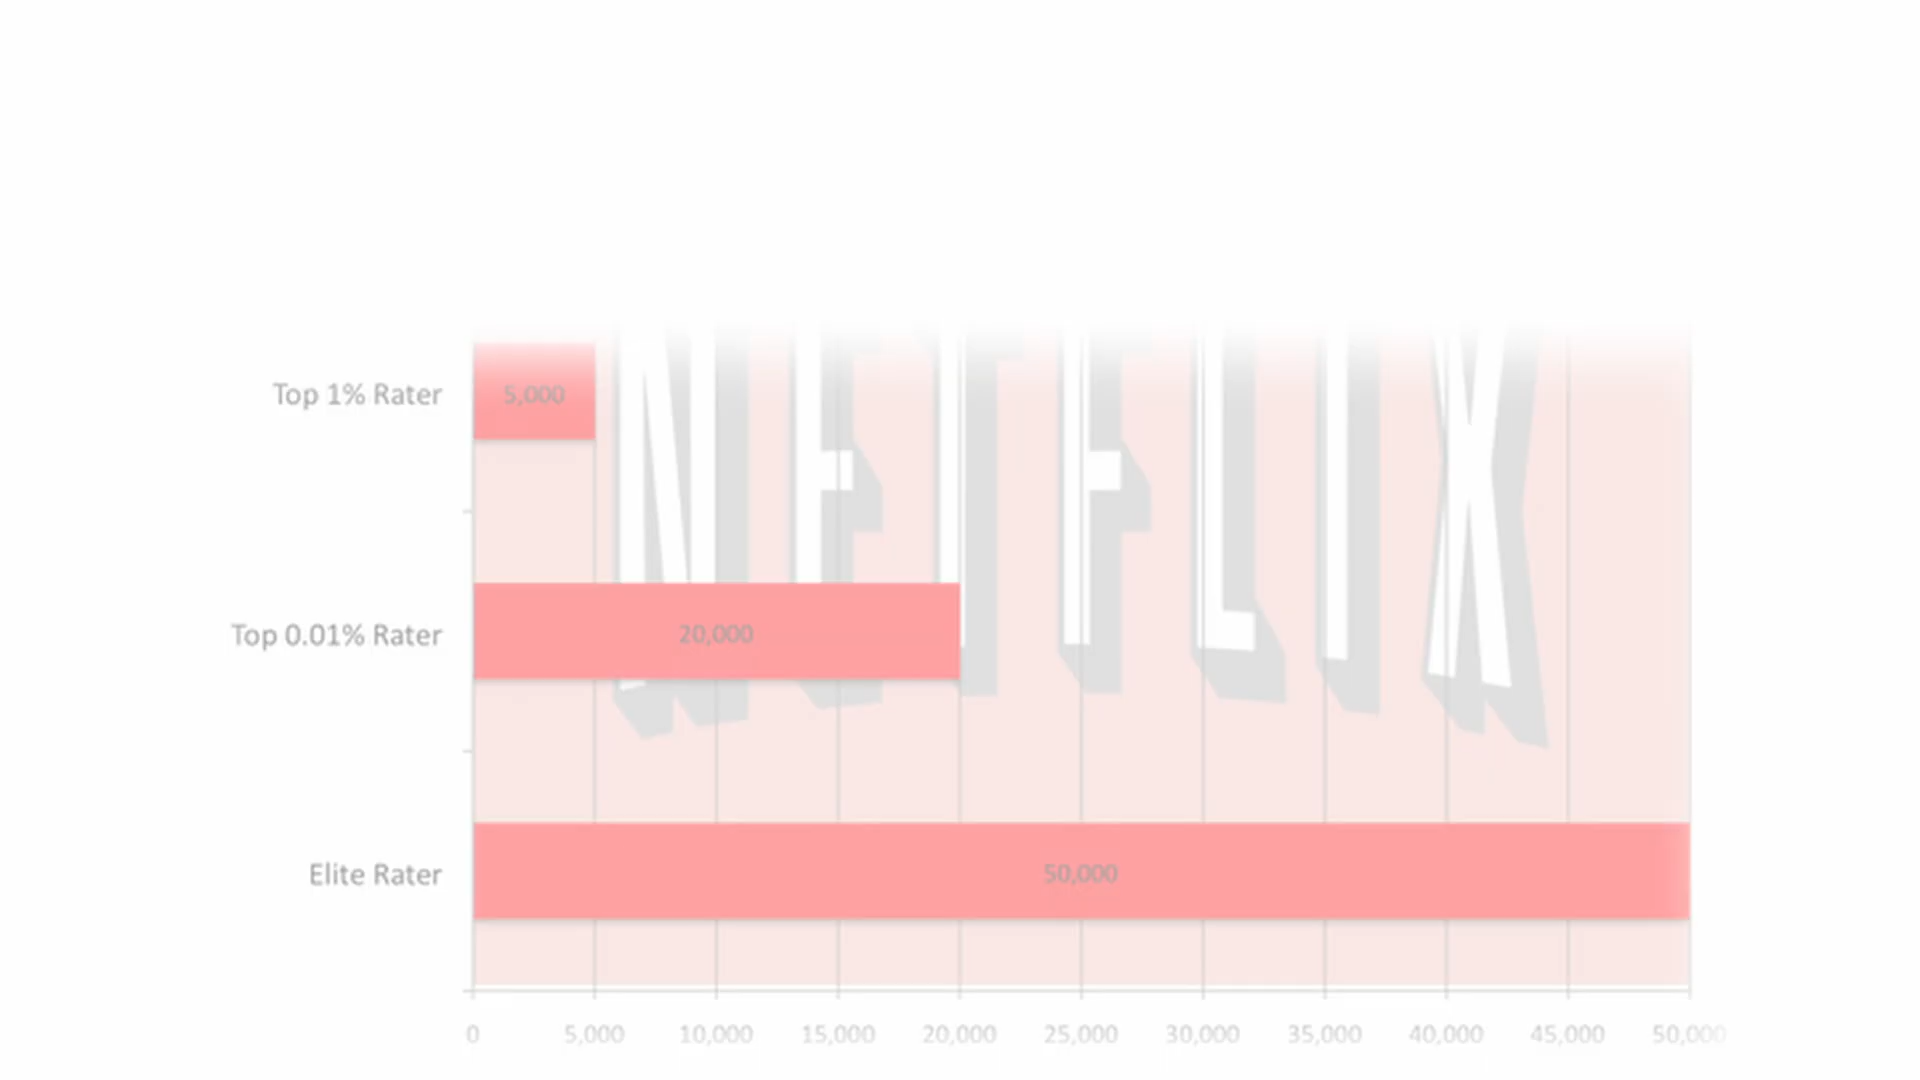 NETFLIX
Top 1% Rater 5,000
Top 0.01% Rater 20,000
Elite Rater 50,000
0 5,000 10,000 15,000 20,000 25,000 30,000 35,000 40,000 45,000 50,000